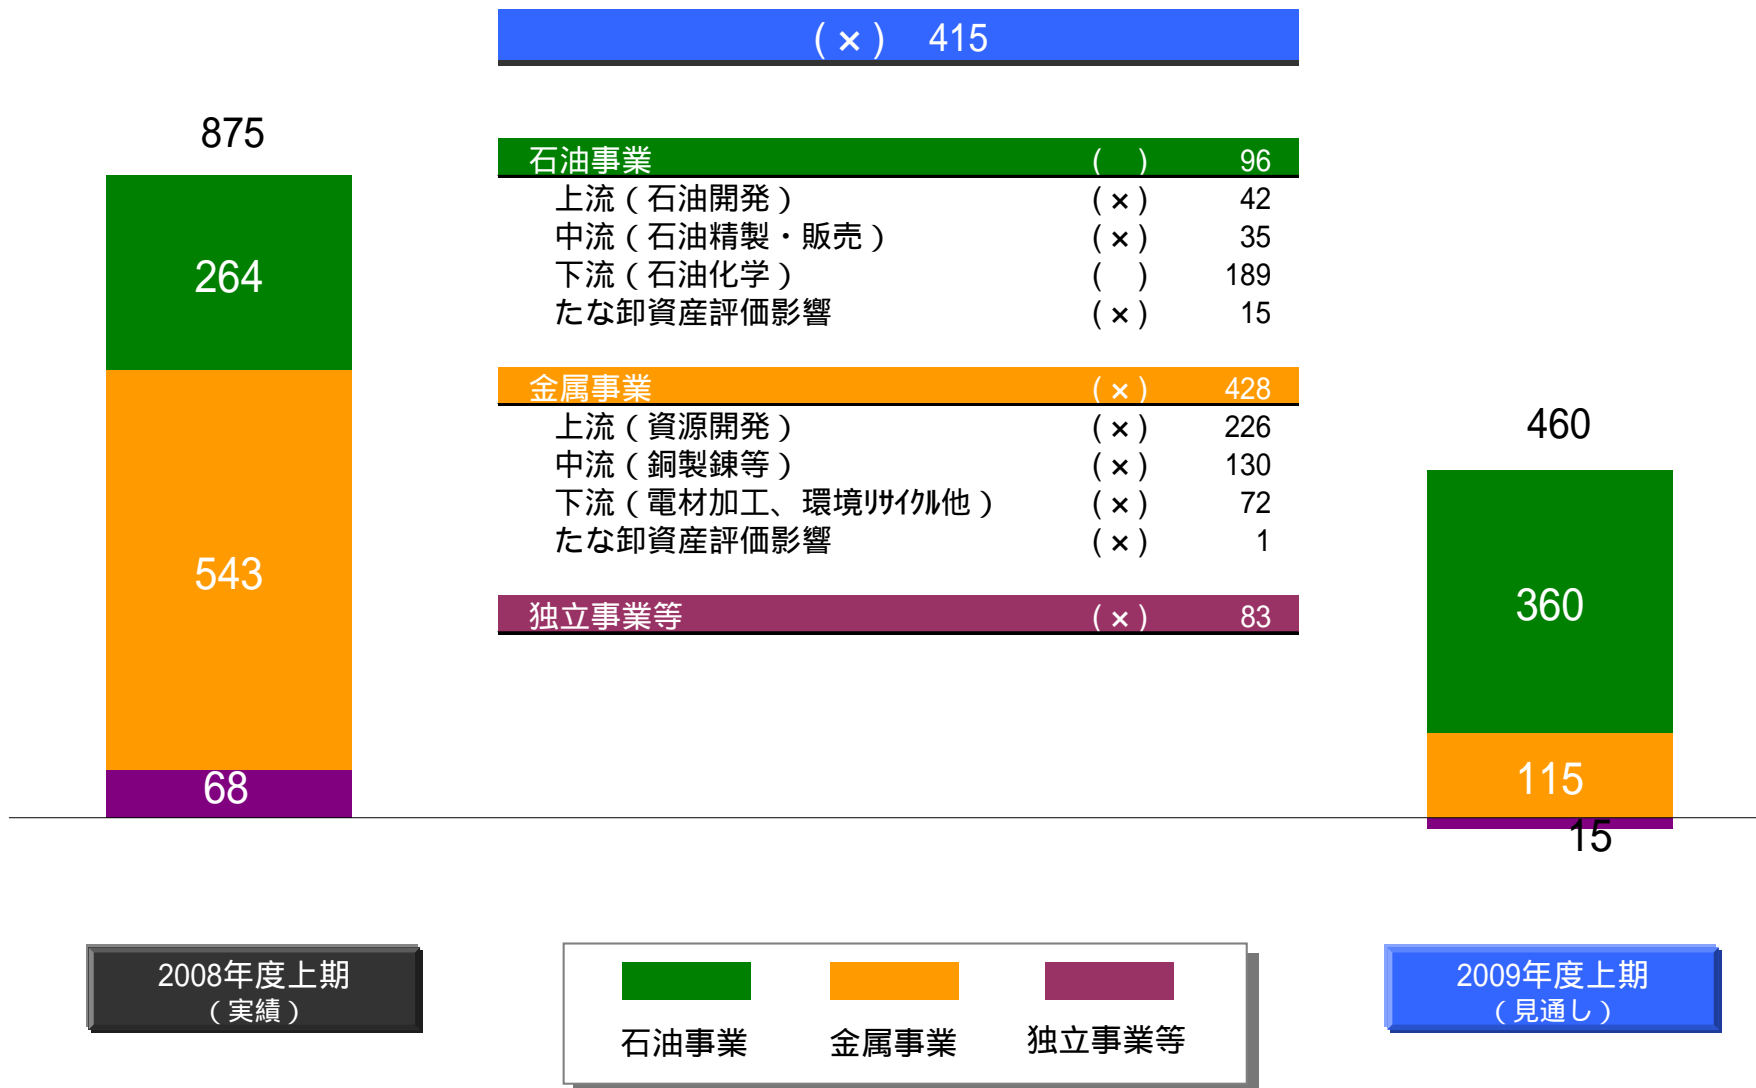 (×) 415
875
264
543
68
石油事業 ( ) 96
上流(石油開発) (×) 42
中流(石油精製・販売) (×) 35
下流(石油化学) ( ) 189
たな卸資産評価影響 (×) 15
金属事業 (×) 428
上流(資源開発) (×) 226
中流(銅製錬等) (×) 130
下流(電材加工、環境ﾘｻｲｸﾙ他) (×) 72
たな卸資産評価影響 (×) 1
独立事業等 (×) 83
460
360
115
15
2008年度上期
(実績)
石油事業
金属事業
独立事業等
2009年度上期
(見通し)